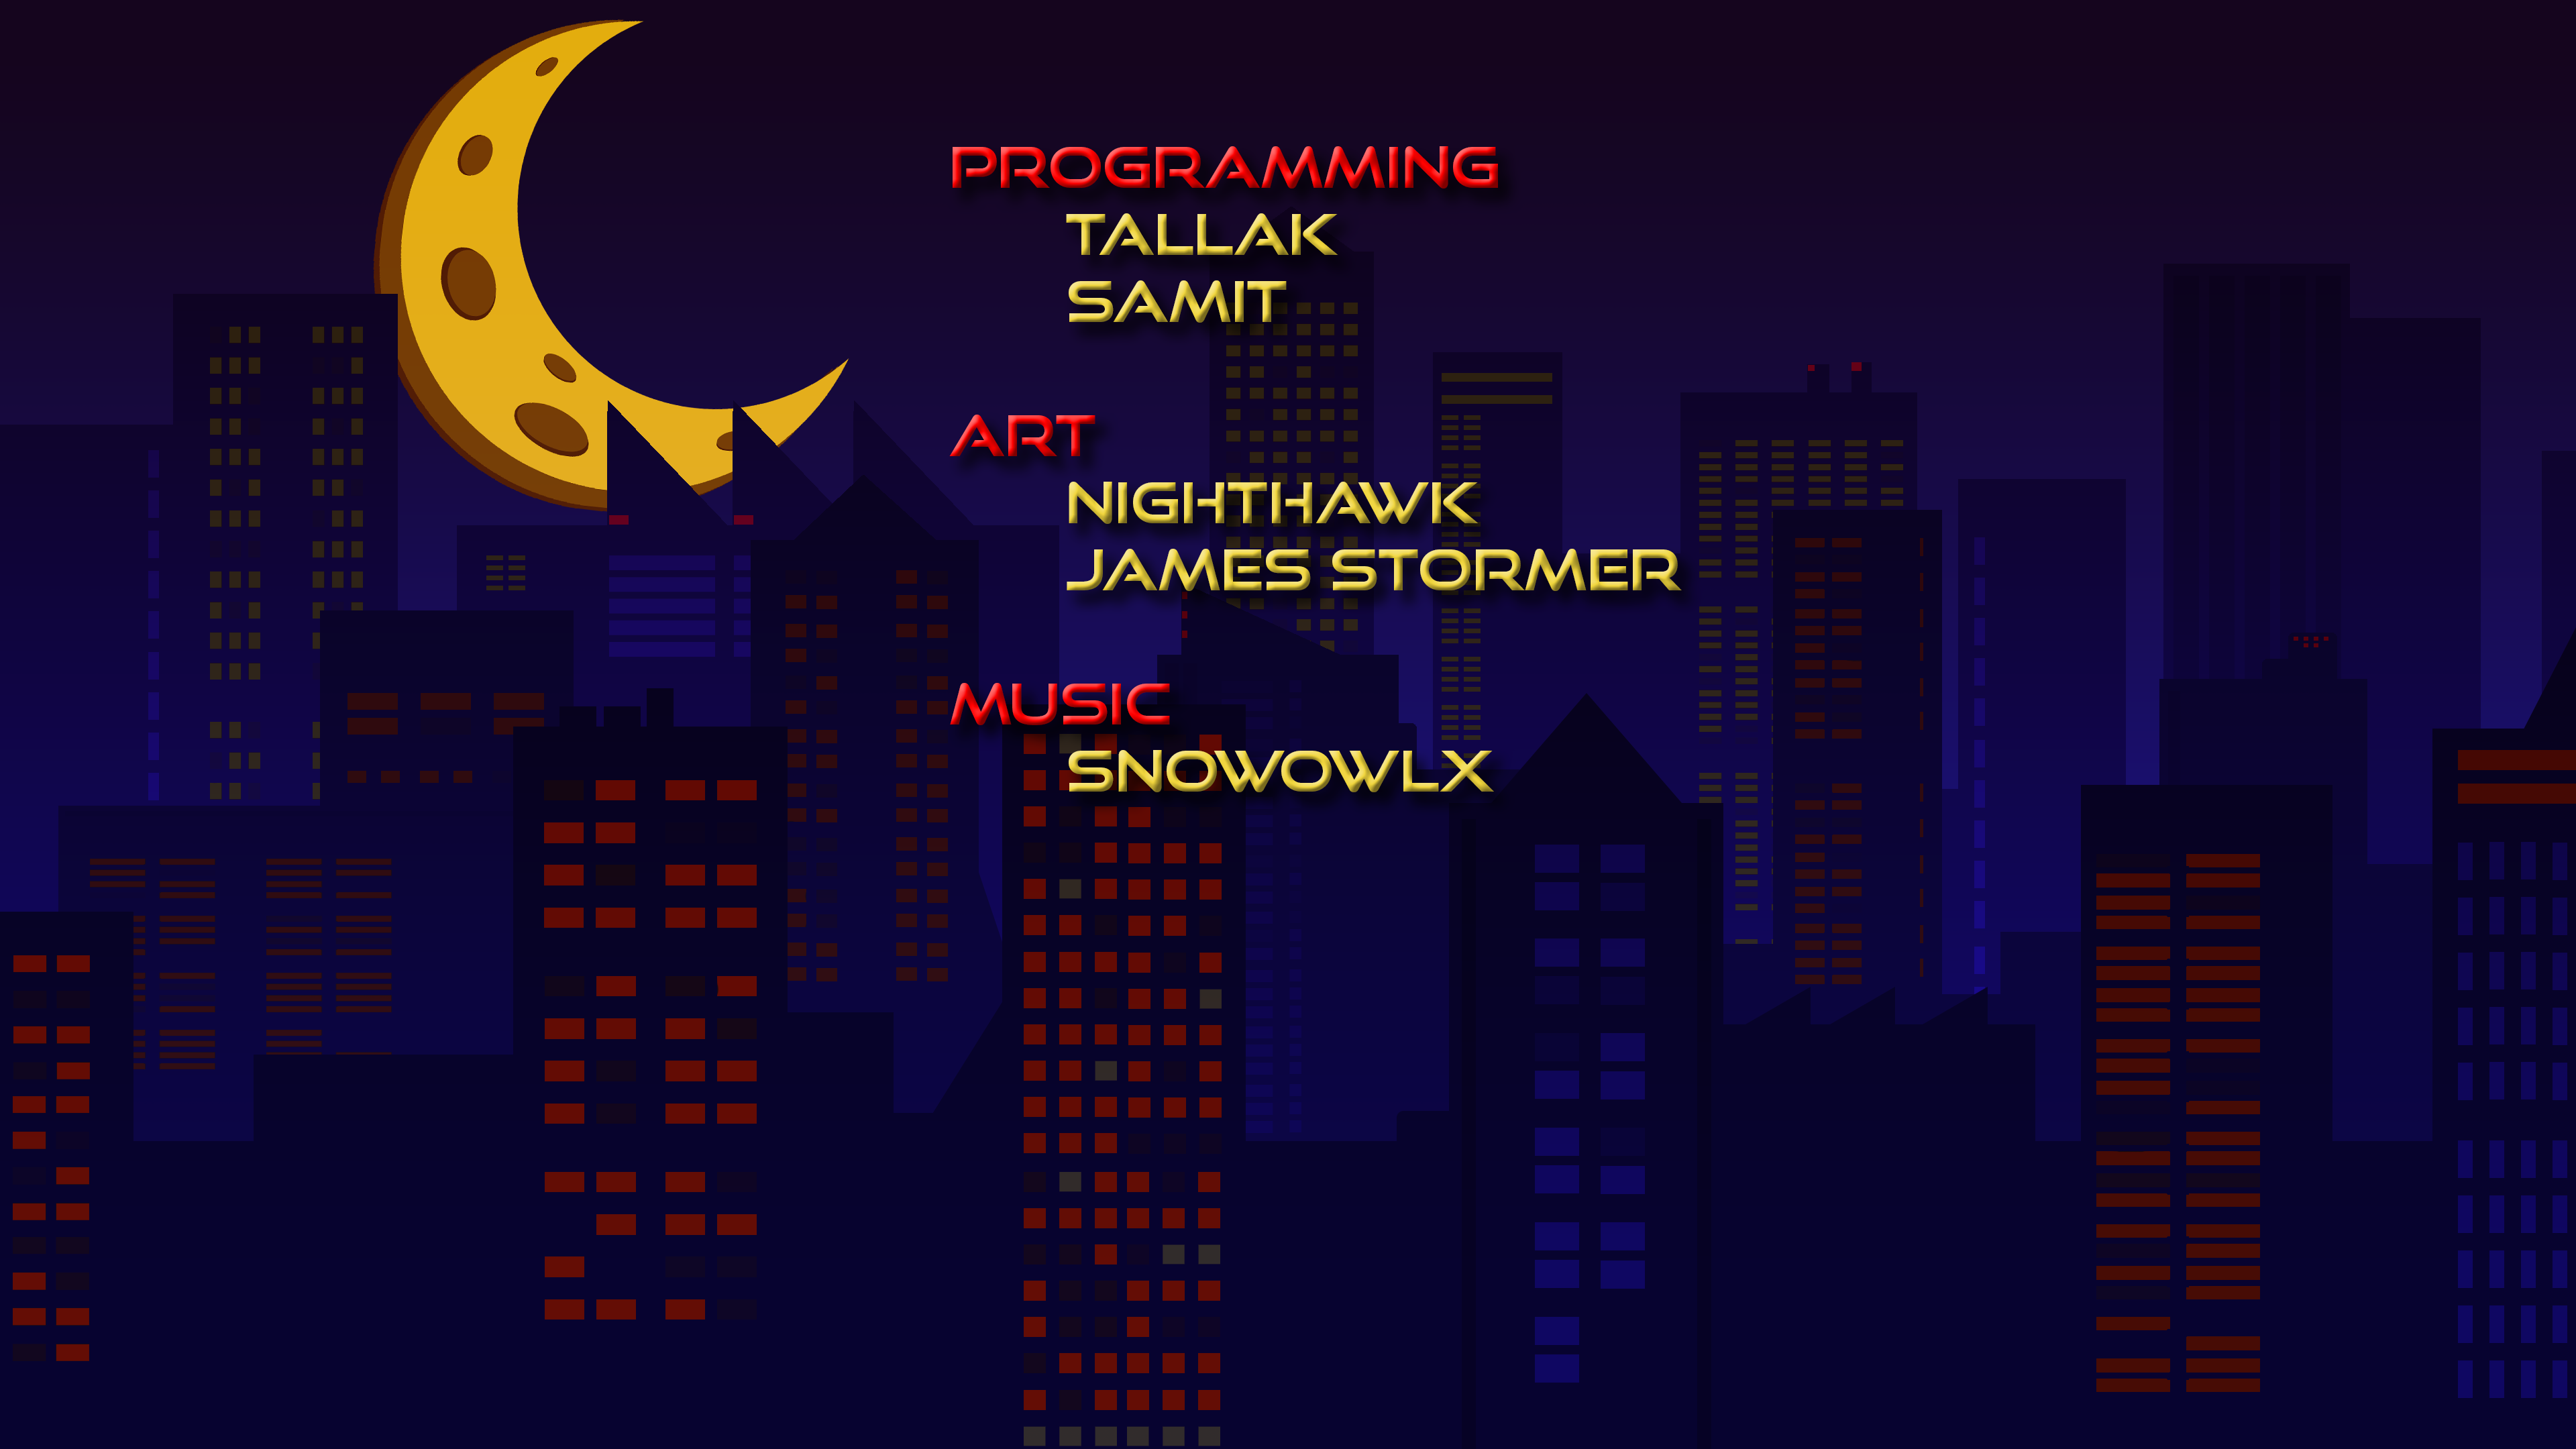 PROGRAMMING
TALLAK
SAMIT
ART
NIGHTHAWK
JAMES STORMER
MUSIC
SNOWOWLX